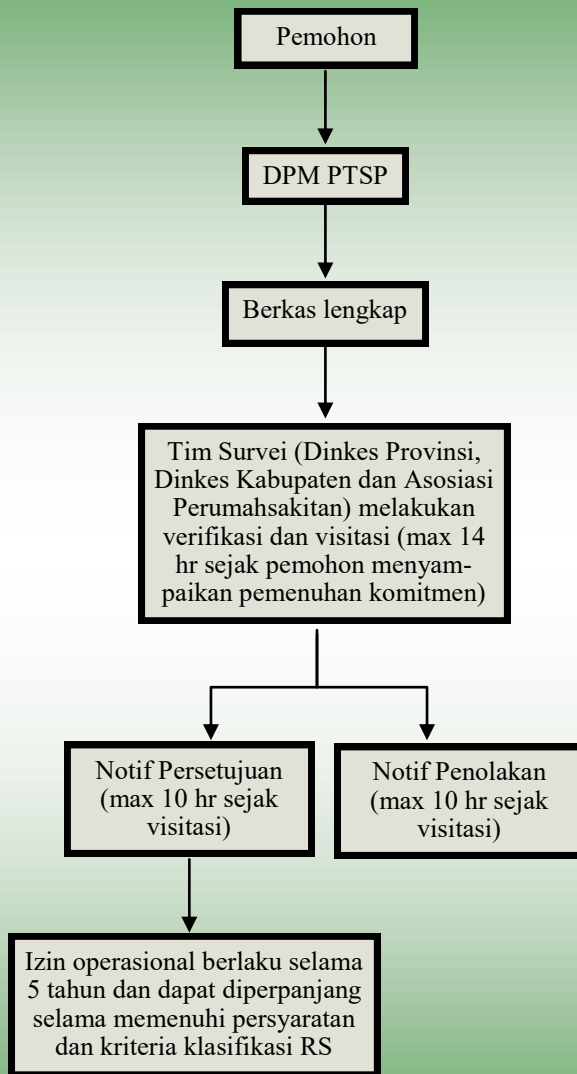 Pemohon
DPM PTSP
Berkas lengkap
Tim Survei (Dinkes Provinsi,
Dinkes Kabupaten dan Asosiasi
Perumahsakitan) melakukan
verifikasi dan visitasi (max 14
hr sejak pemohon menyam-
paikan pemenuhan komitmen)
Notif Persetujuan
(max 10 hr sejak
visitasi)
Notif Penolakan
(max 10 hr sejak
visitasi)
Izin operasional berlaku selama
5 tahun dan dapat diperpanjang
selama memenuhi persyaratan
dan kriteria klasifikasi RS